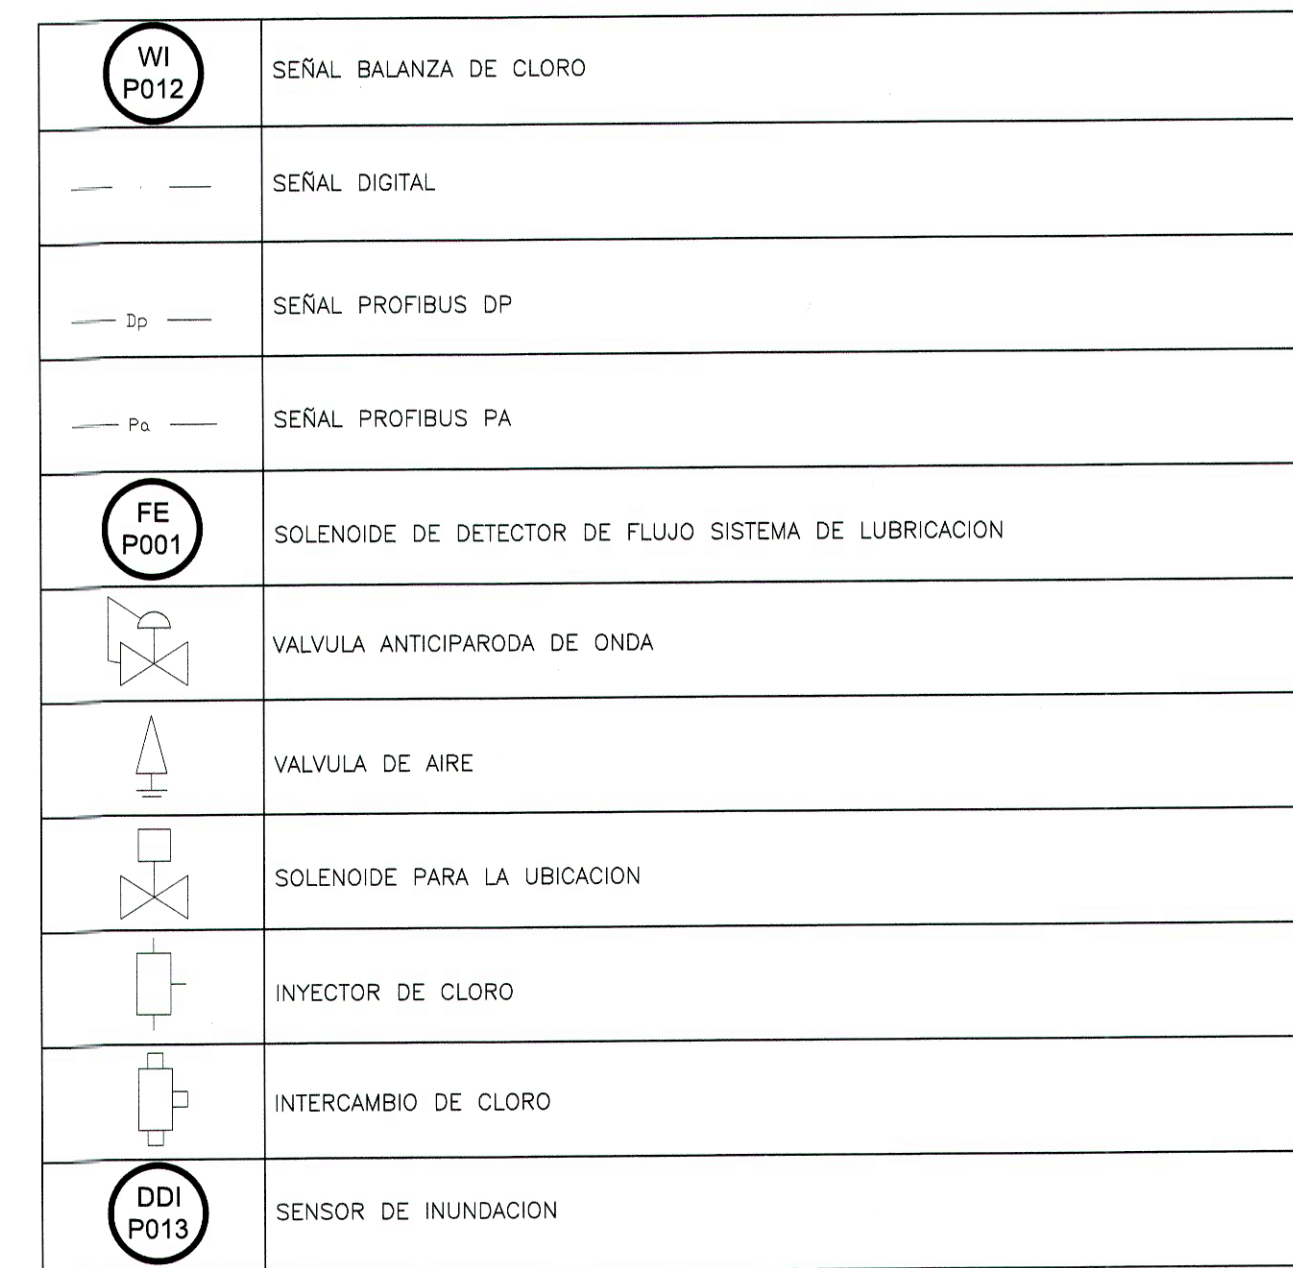 WI
P012
SEÑAL BALANZA DE CLORO
SEÑAL DIGITAL
Dp
SEÑAL PROFIBUS DP
Pa
SEÑAL PROFIBUS PA
FE
P001
SOLENOIDE DE DETECTOR DE FLUJO SISTEMA DE LUBRICACION
VALVULA ANTICIPARODA DE ONDA
VALVULA DE AIRE
SOLENOIDE PARA LA UBICACION
INYECTOR DE CLORO
INTERCAMBIO DE CLORO
DDI
P013
SENSOR DE INUNDACION